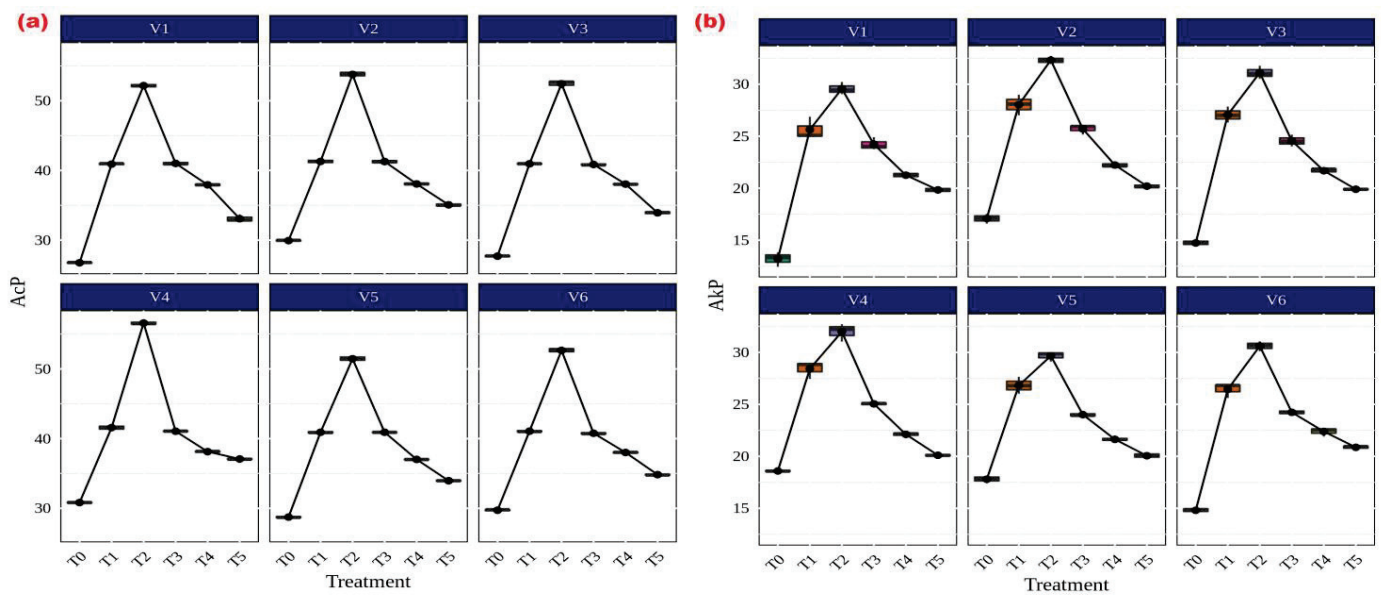 (a)
V1 V2 V3
50
40
30
AcP
V4 V5 V6
50
40
30
T0 T1 T2 T3 T4 T5 T0 T1 T2 T3 T4 T5 T0 T1 T2 T3 T4 T5
Treatment
(b)
V1 V2 V3
30
25
20
15
AkP
V4 V5 V6
30
25
20
15
T0 T1 T2 T3 T4 T5 T0 T1 T2 T3 T4 T5 T0 T1 T2 T3 T4 T5
Treatment